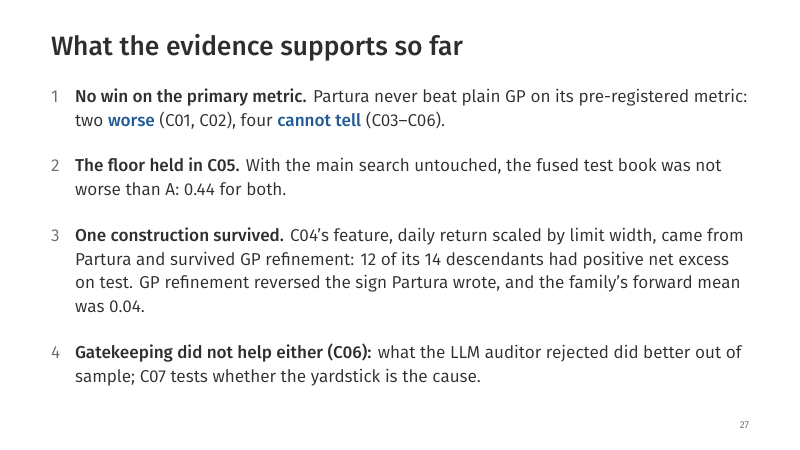 What the evidence supports so far
1 No win on the primary metric. Partura never beat plain GP on its pre-registered metric:
two worse (C01, C02), four cannot tell (C03–C06).
2 The floor held in C05. With the main search untouched, the fused test book was not
worse than A: 0.44 for both.
3 One construction survived. C04’s feature, daily return scaled by limit width, came from
Partura and survived GP refinement: 12 of its 14 descendants had positive net excess
on test. GP refinement reversed the sign Partura wrote, and the family’s forward mean
was 0.04.
4 Gatekeeping did not help either (C06): what the LLM auditor rejected did better out of
sample; C07 tests whether the yardstick is the cause.
27